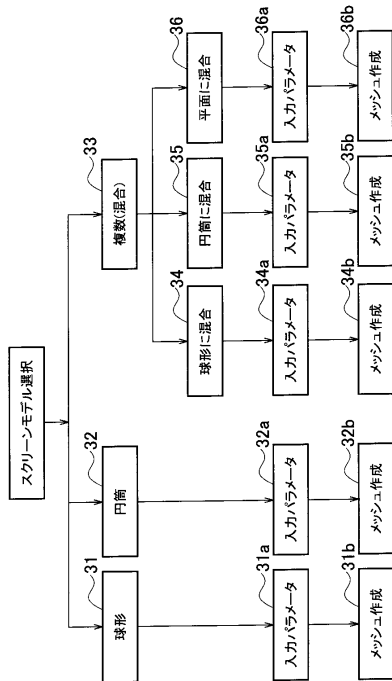 スクリーンモデル選択
31
球形
32
円筒
33
複数(混合)
34
球形に混合
35
円筒に混合
36
平面に混合
31a
入力パラメータ
32a
入力パラメータ
34a
入力パラメータ
35a
入力パラメータ
36a
入力パラメータ
31b
メッシュ作成
32b
メッシュ作成
34b
メッシュ作成
35b
メッシュ作成
36b
メッシュ作成